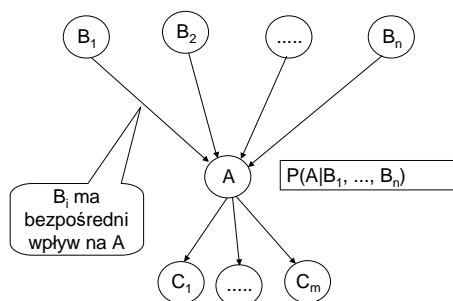 B1 B2 ..... Bn
A
P(A|B1, ..., Bn)
Bi ma
bezpośredni
wpływ na A
C1 ..... Cm